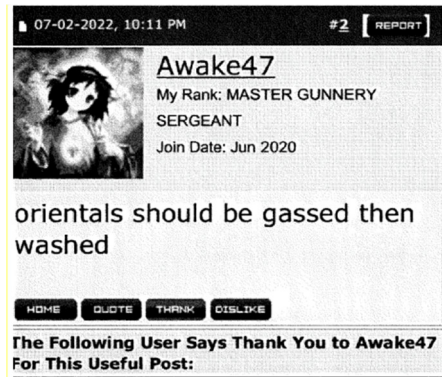 07-02-2022, 10:11 PM #2 [REPORT]
Awake47
My Rank: MASTER GUNNERY
SERGEANT
Join Date: Jun 2020
orientals should be gassed then
washed
HOME QUOTE THANK DISLIKE
The Following User Says Thank You to Awake47
For This Useful Post: